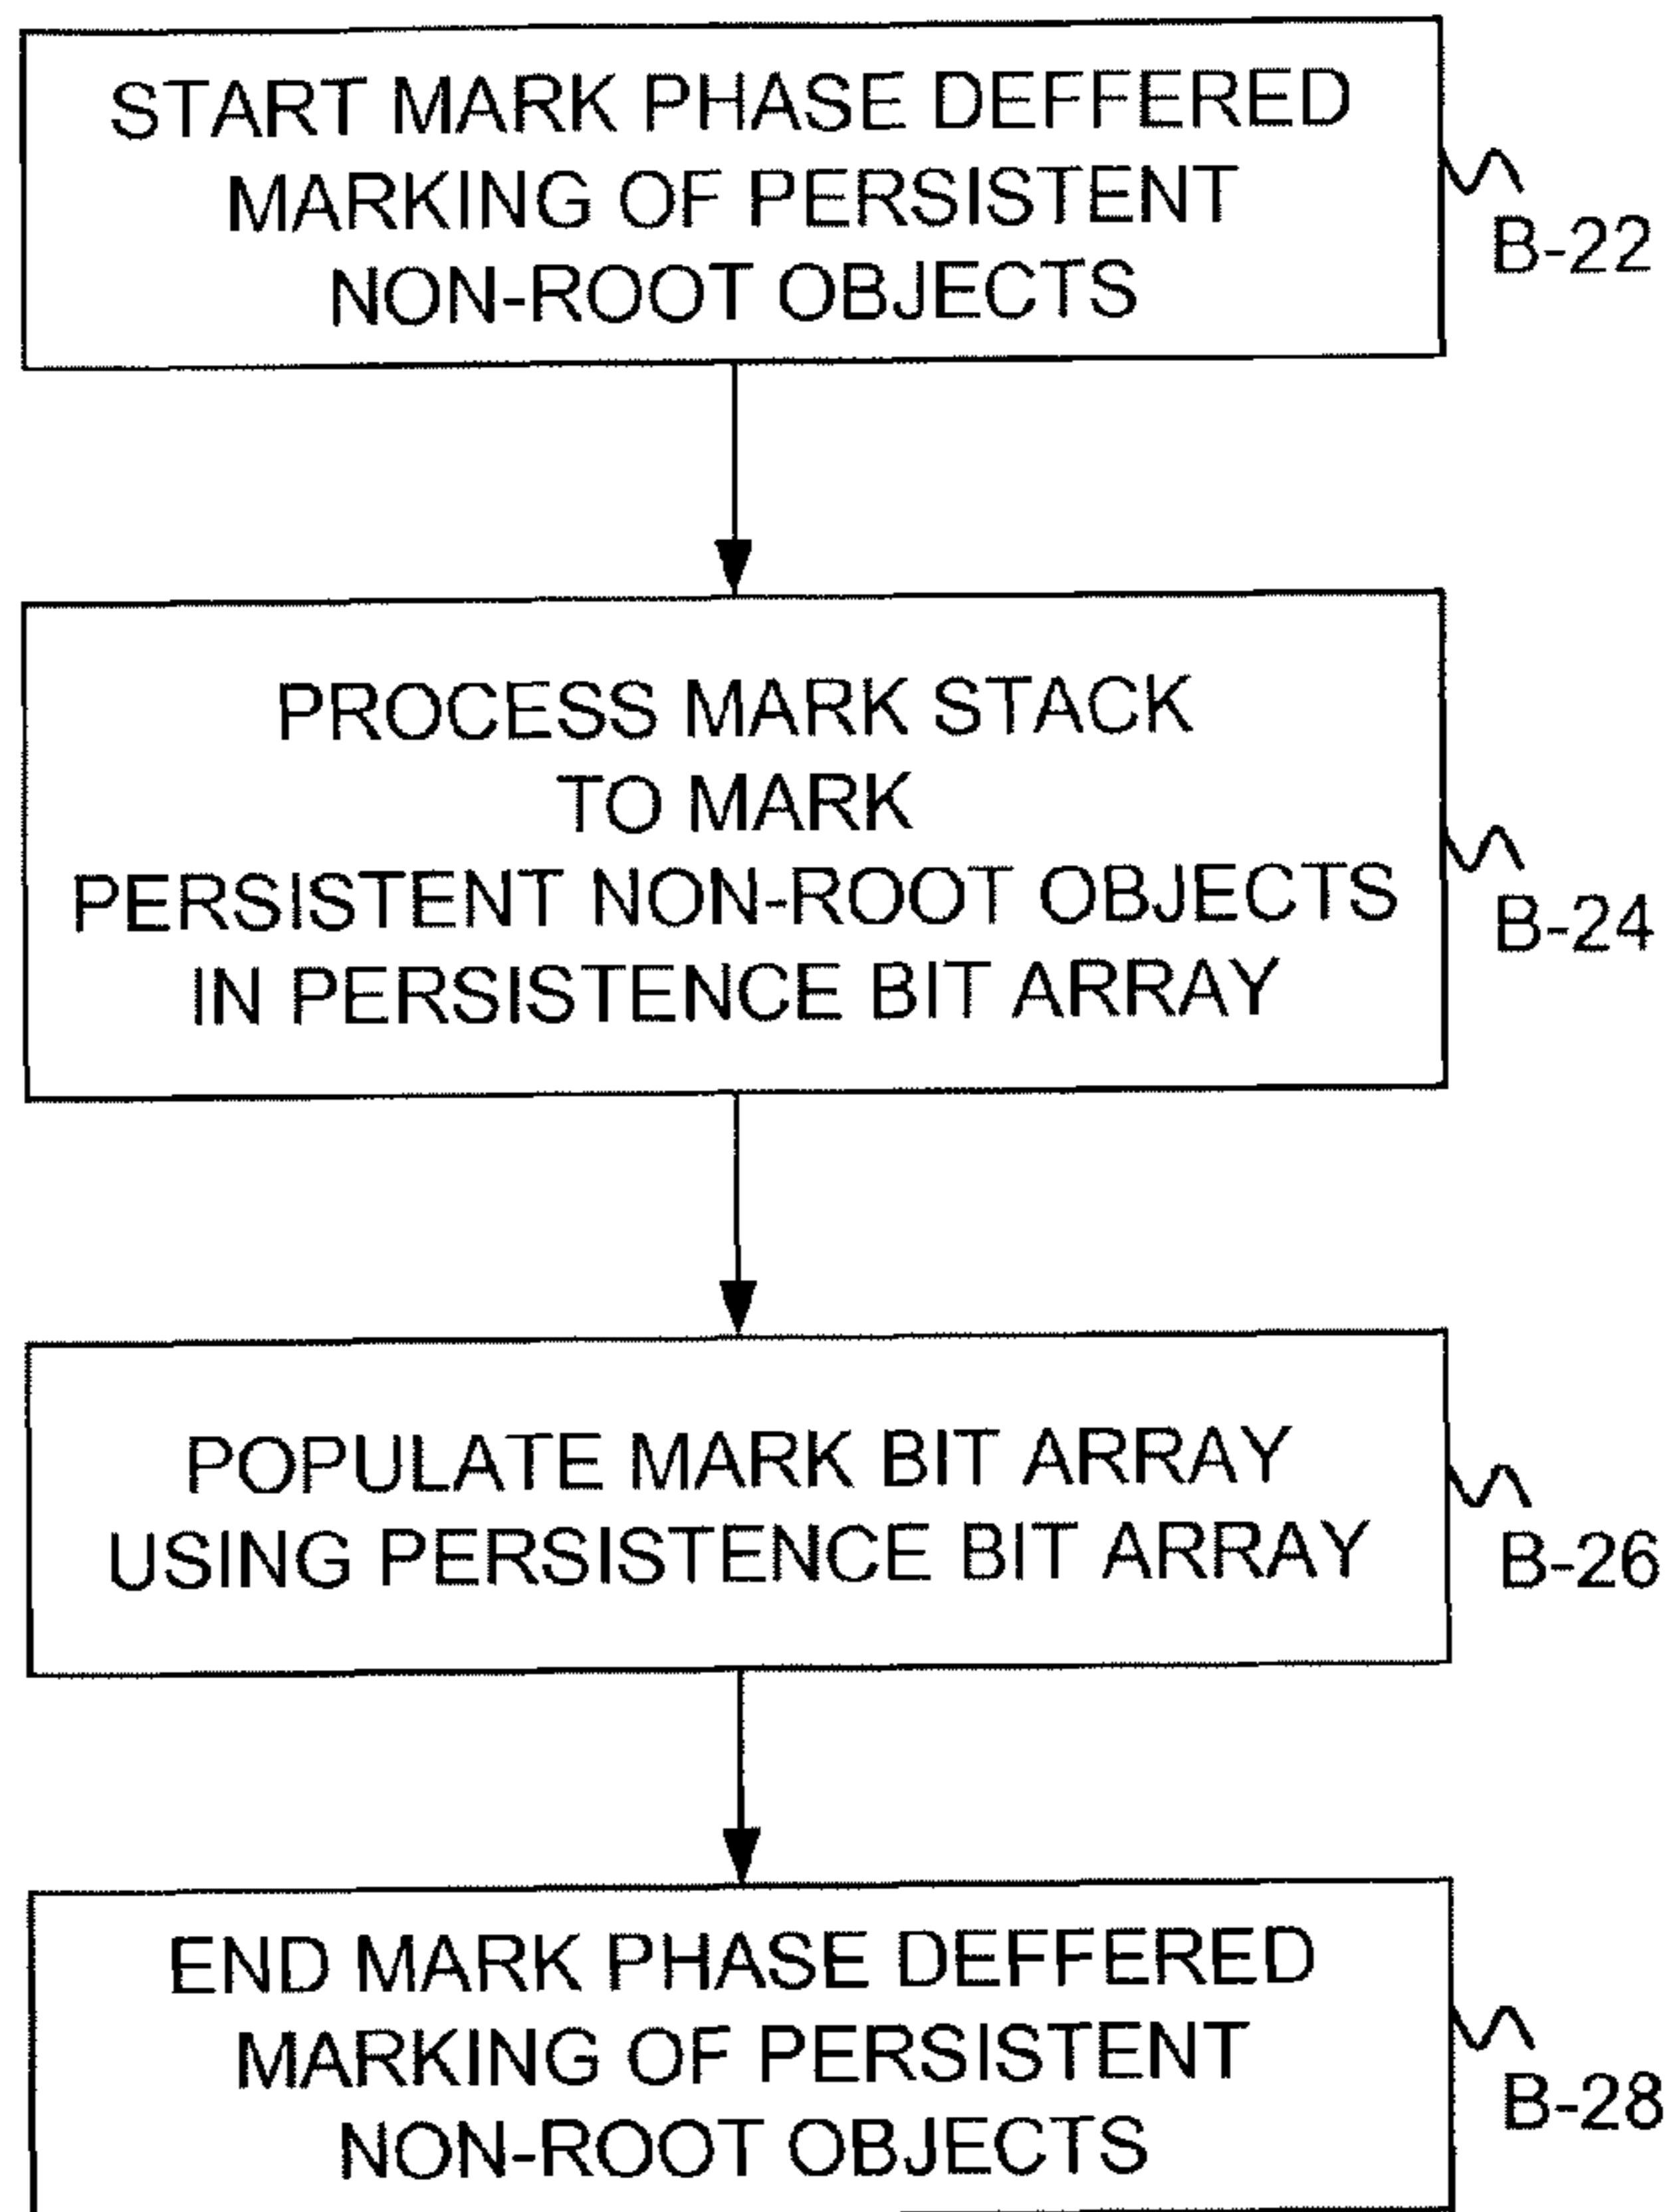 START MARK PHASE DEFFERED
MARKING OF PERSISTENT
NON-ROOT OBJECTS
B-22
PROCESS MARK STACK
TO MARK
PERSISTENT NON-ROOT OBJECTS
IN PERSISTENCE BIT ARRAY
B-24
POPULATE MARK BIT ARRAY
USING PERSISTENCE BIT ARRAY
B-26
END MARK PHASE DEFFERED
MARKING OF PERSISTENT
NON-ROOT OBJECTS
B-28